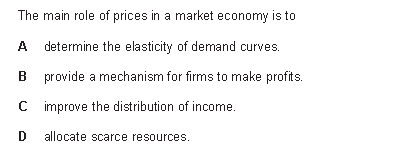 The main role of prices in a market economy is to
A determine the elasticity of demand curves.
B provide a mechanism for firms to make profits.
C improve the distribution of income.
D allocate scarce resources.